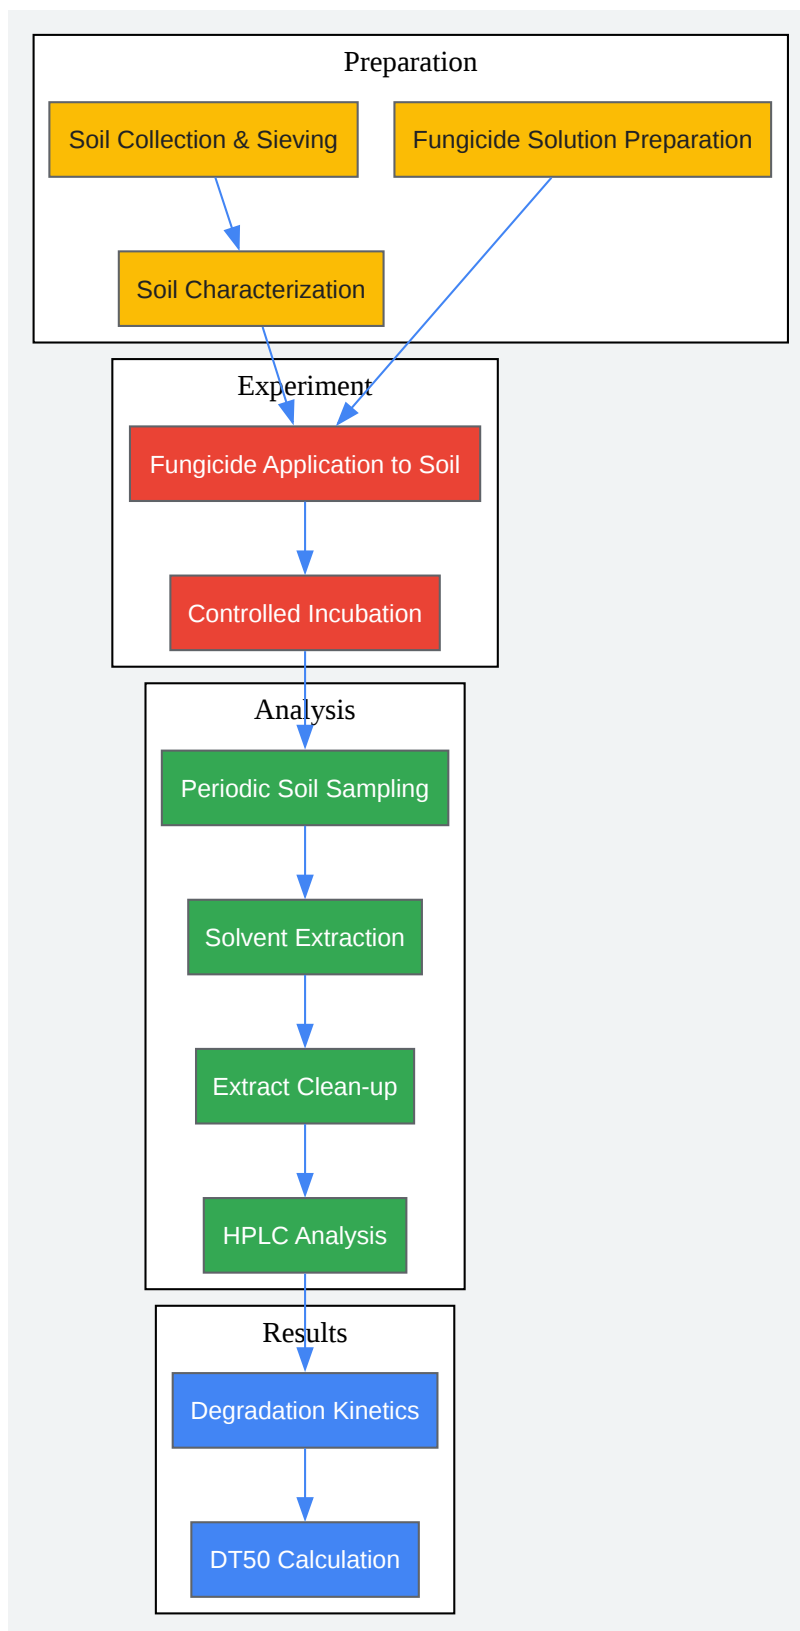 Preparation
Soil Collection & Sieving
Fungicide Solution Preparation
Soil Characterization
Experiment
Fungicide Application to Soil
Controlled Incubation
Analysis
Periodic Soil Sampling
Solvent Extraction
Extract Clean-up
HPLC Analysis
Results
Degradation Kinetics
DT50 Calculation